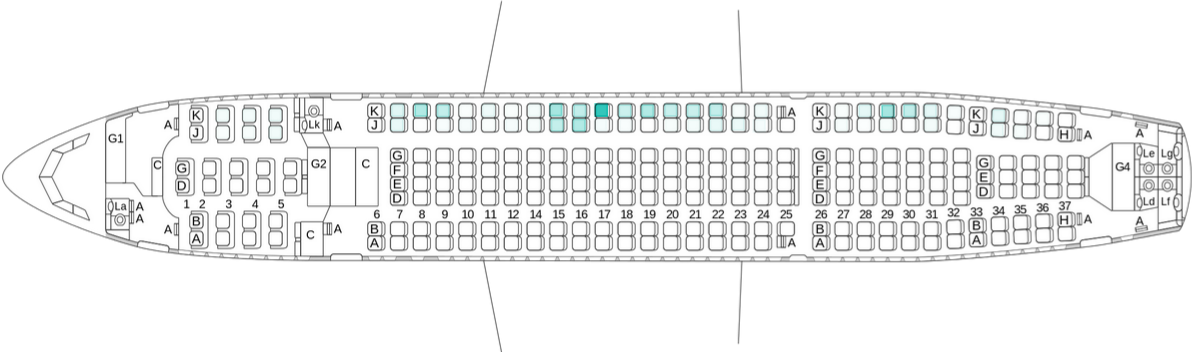 K K K K
J J J J H
A Lk A A A A
G1 C G G2 C G G G G4 Le Lg
D F F E
E E D
D D Ld Lf
La A
A
1 2 3 4 5 6 7 8 9 10 11 12 14 15 16 17 18 19 20 21 22 23 24 25 26 27 28 29 30 31 32 33 34 35 36 37
B B B B H A A
A A C A A A A A